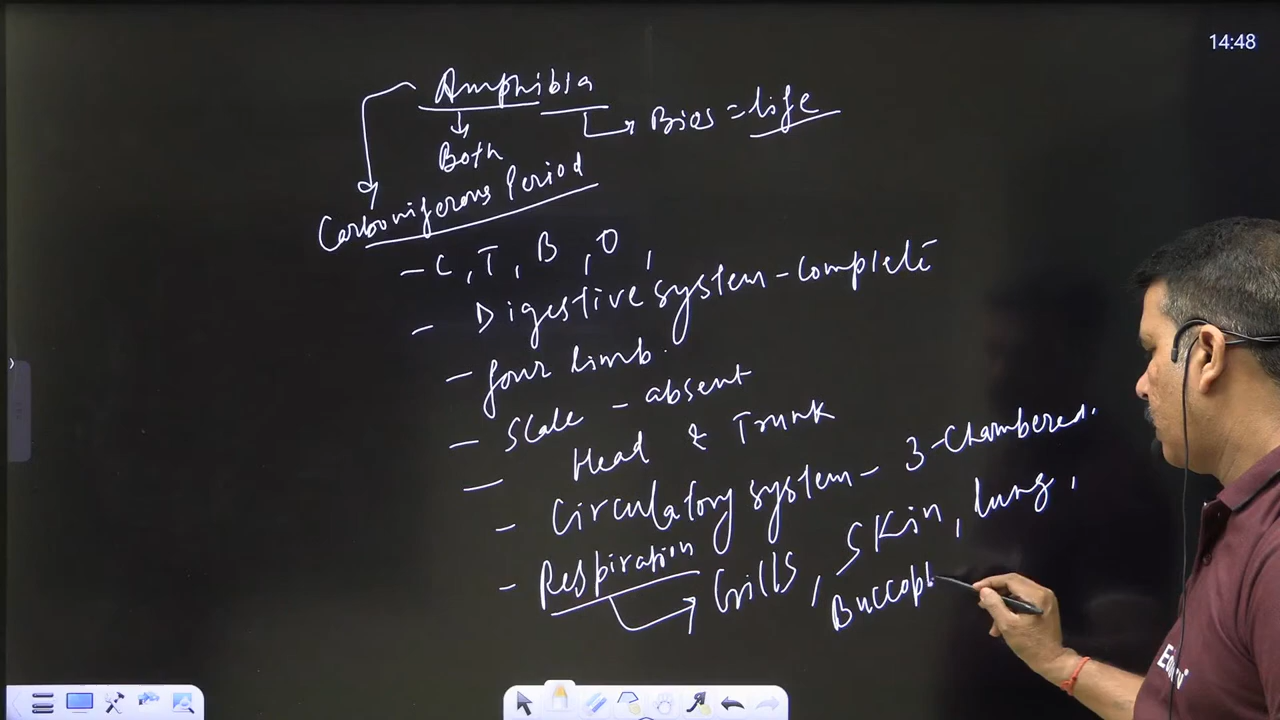 14:48
Amphibia
Bios = life
Both
Carboniferous Period
- C, T, B, O,
- Digestive system - complete
- four limb.
- Scale - absent
- Head & Trunk
- Circulatory system - 3-Chambered.
- Respiration
Gills, Skin, lung,
Buccoph